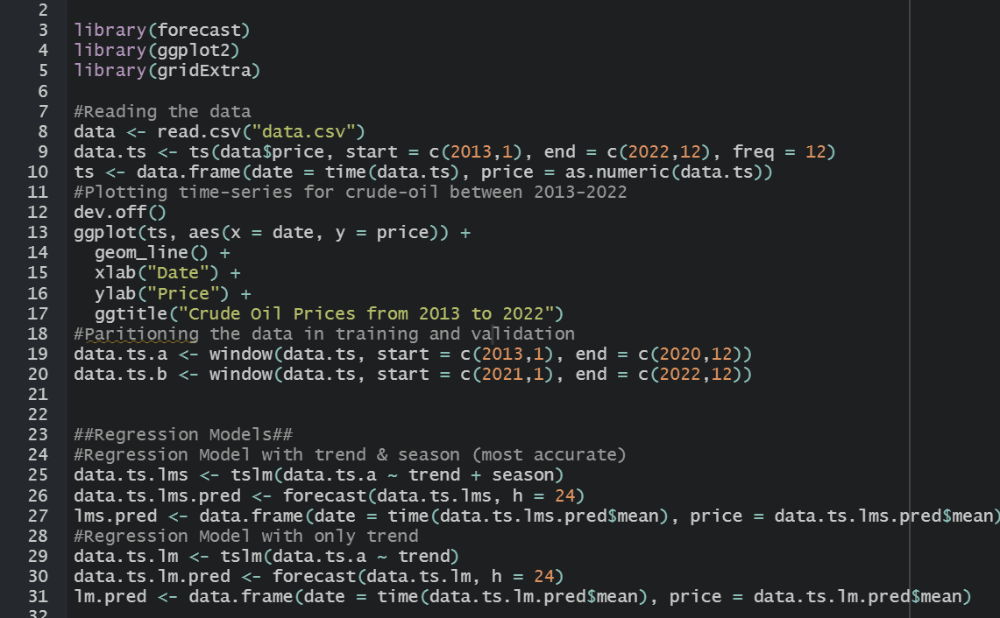 2
3 library(forecast)
4 library(ggplot2)
5 library(gridExtra)
6
7 #Reading the data
8 data <- read.csv("data.csv")
9 data.ts <- ts(data$price, start = c(2013,1), end = c(2022,12), freq = 12)
10 ts <- data.frame(date = time(data.ts), price = as.numeric(data.ts))
11 #Plotting time-series for crude-oil between 2013-2022
12 dev.off()
13 ggplot(ts, aes(x = date, y = price)) +
14   geom_line() +
15   xlab("Date") +
16   ylab("Price") +
17   ggtitle("Crude Oil Prices from 2013 to 2022")
18 #Paritioning the data in training and validation
19 data.ts.a <- window(data.ts, start = c(2013,1), end = c(2020,12))
20 data.ts.b <- window(data.ts, start = c(2021,1), end = c(2022,12))
21
22
23 ##Regression Models##
24 #Regression Model with trend & season (most accurate)
25 data.ts.lms <- tslm(data.ts.a ~ trend + season)
26 data.ts.lms.pred <- forecast(data.ts.lms, h = 24)
27 lms.pred <- data.frame(date = time(data.ts.lms.pred$mean), price = data.ts.lms.pred$mean)
28 #Regression Model with only trend
29 data.ts.lm <- tslm(data.ts.a ~ trend)
30 data.ts.lm.pred <- forecast(data.ts.lm, h = 24)
31 lm.pred <- data.frame(date = time(data.ts.lm.pred$mean), price = data.ts.lm.pred$mean)
32